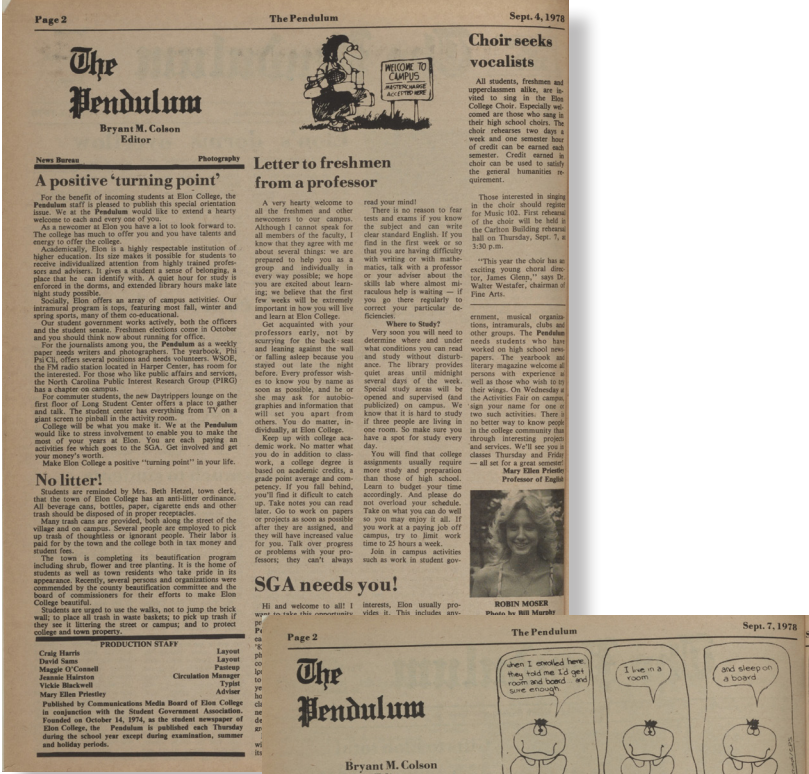 Page 2
The Pendulum
Sept. 4, 1978
The
Pendulum
Bryant M. Colson
Editor
News Bureau
Photography
WELCOME TO
CAMPUS
MASTERCHARGE
ACCEPTED HERE
A positive ‘turning point’
For the benefit of incoming students at Elon College, the
Pendulum staff is pleased to publish this special orientation
issue. We at the Pendulum would like to extend a hearty
welcome to each and every one of you.
As a newcomer at Elon you have a lot to look forward to.
The college has much to offer you and you have talents and
energy to offer the college.
Academically, Elon is a highly respectable institution of
higher education. Its size makes it possible for students to
receive individualized attention from highly trained profes-
sors and advisers. It gives a student a sense of belonging, a
place that he can identify with. A quiet hour for study is
enforced in the dorms, and extended library hours make late
night study possible.
Socially, Elon offers an array of campus activities. Our
intramural program is tops, featuring most fall, winter and
spring sports, many of them co-educational.
Our student government works actively, both the officers
and the student senate. Freshmen elections come in October
and you should think now about running for office.
For the journalists among you, the Pendulum as a weekly
paper needs writers and photographers. The yearbook, Phi
Psi Cli, offers several positions and needs volunteers. WSOE,
the FM radio station located in Harper Center, has room for
the interested. For those who like public affairs and services,
the North Carolina Public Interest Research Group (PIRG)
has a chapter on campus.
For commuter students, the new Daytrippers lounge on the
first floor of Long Student Center offers a place to gather
and talk. The student center has everything from TV on a
giant screen to pinball in the activity room.
College will be what you make it. We at the Pendulum
would like to stress involvement to enable you to make the
most of your years at Elon. You are each paying an
activities fee which goes to the SGA. Get involved and get
your money's worth.
Make Elon College a positive "turning point" in your life.
No litter!
Students are reminded by Mrs. Beth Hetzel, town clerk,
that the town of Elon College has an anti-litter ordinance.
All beverage cans, bottles, paper, cigarette ends and other
trash should be disposed of in proper receptacles.
Many trash cans are provided, both along the street of the
village and on campus. Several people are employed to pick
up trash of thoughtless or ignorant people. Their labor is
paid for by the town and the college both in tax money and
student fees.
The town is completing its beautification program
including shrub, flower and tree planting. It is the home of
students as well as town residents who take pride in its
appearance. Recently, several persons and organizations were
commended by the county beautification committee and the
board of commissioners for their efforts to make Elon
College beautiful.
Students are urged to use the walks, not to jump the brick
wall; to place all trash in waste baskets; to pick up trash if
they see it littering the street or campus; and to protect
college and town property.
PRODUCTION STAFF
Craig Harris Layout
David Sams Layout
Maggie O'Connell Pasteup
Jeannie Hairston Circulation Manager
Vickie Blackwell Typist
Mary Ellen Priestley Adviser
Published by Communications Media Board of Elon College
in conjunction with the Student Government Association.
Founded on October 14, 1974, as the student newspaper of
Elon College, the Pendulum is published each Thursday
during the school year except during examination, summer
and holiday periods.
Letter to freshmen
from a professor
A very hearty welcome to
all the freshmen and other
newcomers to our campus.
Although I cannot speak for
all members of the faculty, I
know that they agree with me
about several things: we are
prepared to help you as a
group and individually in
every way possible; we hope
you are excited about learn-
ing; we believe that the first
few weeks will be extremely
important in how you will live
and learn at Elon College.
Get acquainted with your
professors early, not by
scurrying for the back-seat
and leaning against the wall
or falling asleep because you
stayed out late the night
before. Every professor wish-
es to know you by name as
soon as possible, and he or
she may ask for autobio-
graphies and information that
will set you apart from
others. You do matter, in-
dividually, at Elon College.
Keep up with college aca-
demic work. No matter what
you do in addition to class-
work, a college degree is
based on academic credits, a
grade point average and com-
petency. If you fall behind,
you'll find it dificult to catch
up. Take notes you can read
later. Go to work on papers
or projects as soon as possible
after they are assigned, and
they will have increased value
for you. Talk over progress
or problems with your pro-
fessors; they can't always
read your mind!
There is no reason to fear
tests and exams if you know
the subject and can write
clear standard English. If you
find in the first week or so
that you are having difficulty
with writing or with mathe-
matics, talk with a professor
or your adviser about the
skills lab where almost mi-
raculous help is waiting — if
you go there regularly to
correct your particular de-
ficiencies.
Where to Study?
Very soon you will need to
determine where and under
what conditions you can read
and study without disturb-
ance. The library provides
quiet areas until midnight
several days of the week.
Special study areas will be
opened and supervised (and
publicized) on campus. We
know that it is hard to study
if three people are living in
one room. So make sure you
have a spot for study every
day.
You will find that college
assignments usually require
more study and preparation
than those of high school.
Learn to budget your time
accordingly. And please do
not overload your schedule.
Take on what you can do well
so you may enjoy it all. If
you work at a paying job off
campus, try to limit work
time to 25 hours a week.
Join in campus activities
such as work in student gov-
SGA needs you!
Hi and welcome to all! I
want to take this opportunity
interests, Elon usually pro-
vides it. This includes any-
Choir seeks
vocalists
All students, freshmen and
upperclassmen alike, are in-
vited to sing in the Elon
College Choir. Especially wel-
comed are those who sang in
their high school choirs. The
choir rehearses two days a
week and one semester hour
of credit can be earned each
semester. Credit earned in
choir can be used to satisfy
the general humanities re-
quirement.
Those interested in singing
in the choir should register
for Music 102. First rehearsal
of the choir will be held in
the Carlton Building rehearsal
hall on Thursday, Sept. 7, a
3:30 p.m.
"This year the choir has an
exciting young choral direc-
tor, James Glenn," says Dr.
Walter Westafer, chairman of
Fine Arts.
ernment, musical organiza-
tions, intramurals, clubs and
other groups. The Pendulum
needs students who have
worked on high school news-
papers. The yearbook and
literary magazine welcome all
persons with experience as
well as those who wish to try
their wings. On Wednesday at
the Activities Fair on campus,
sign your name for one or
two such activities. There is
no better way to know people
in the college community than
through interesting projects
and services. We'll see you in
classes Thursday and Friday
— all set for a great semester!
Mary Ellen Priestley
Professor of English
ROBIN MOSER
Photo by Bill Murphy
Page 2
The Pendulum
Sept. 7, 1978
The
Pendulum
Bryant M. Colson
when I enrolled here,
they told me I'd get
room and board and
sure enough
I live in a
room
and sleep on
a board